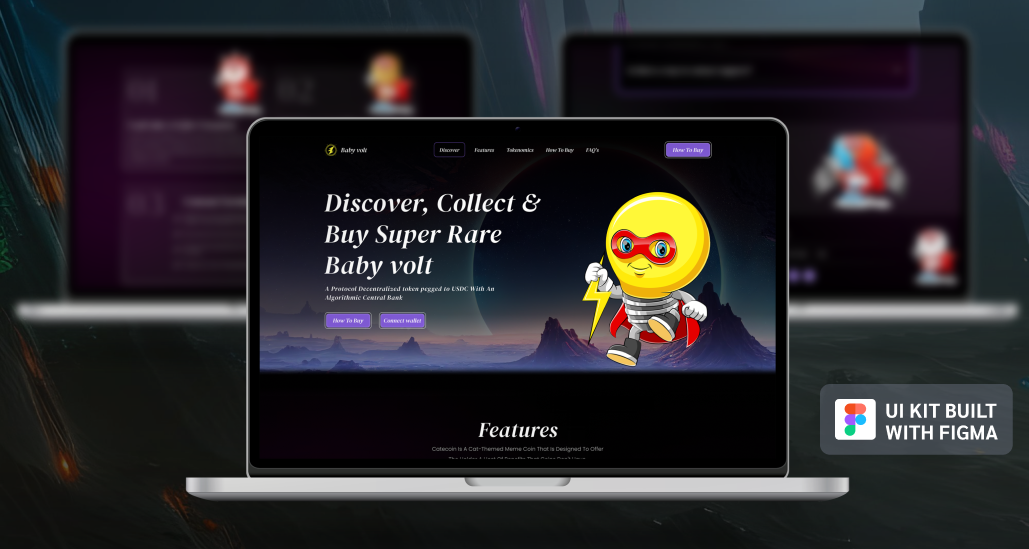 01
02
Baby volt
Discover
Features
Tokenomics
How To Buy
FAQ's
How To Buy
Discover, Collect &
Buy Super Rare
Baby volt
A Protocol Decentralized token pegged to USDC With An
Algorithmic Central Bank
How To Buy
Connect wallet
Features
Catecoin Is A Cat-Themed Meme Coin That Is Designed To Offer
UI KIT BUILT
WITH FIGMA